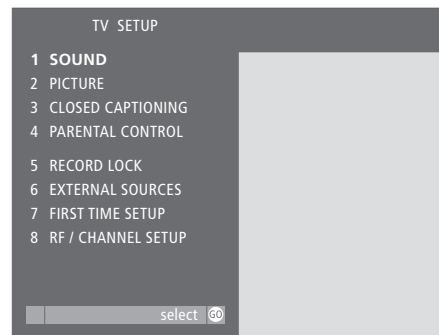 TV SETUP
1 SOUND
2 PICTURE
3 CLOSED CAPTIONING
4 PARENTAL CONTROL
5 RECORD LOCK
6 EXTERNAL SOURCES
7 FIRST TIME SETUP
8 RF / CHANNEL SETUP
select GO